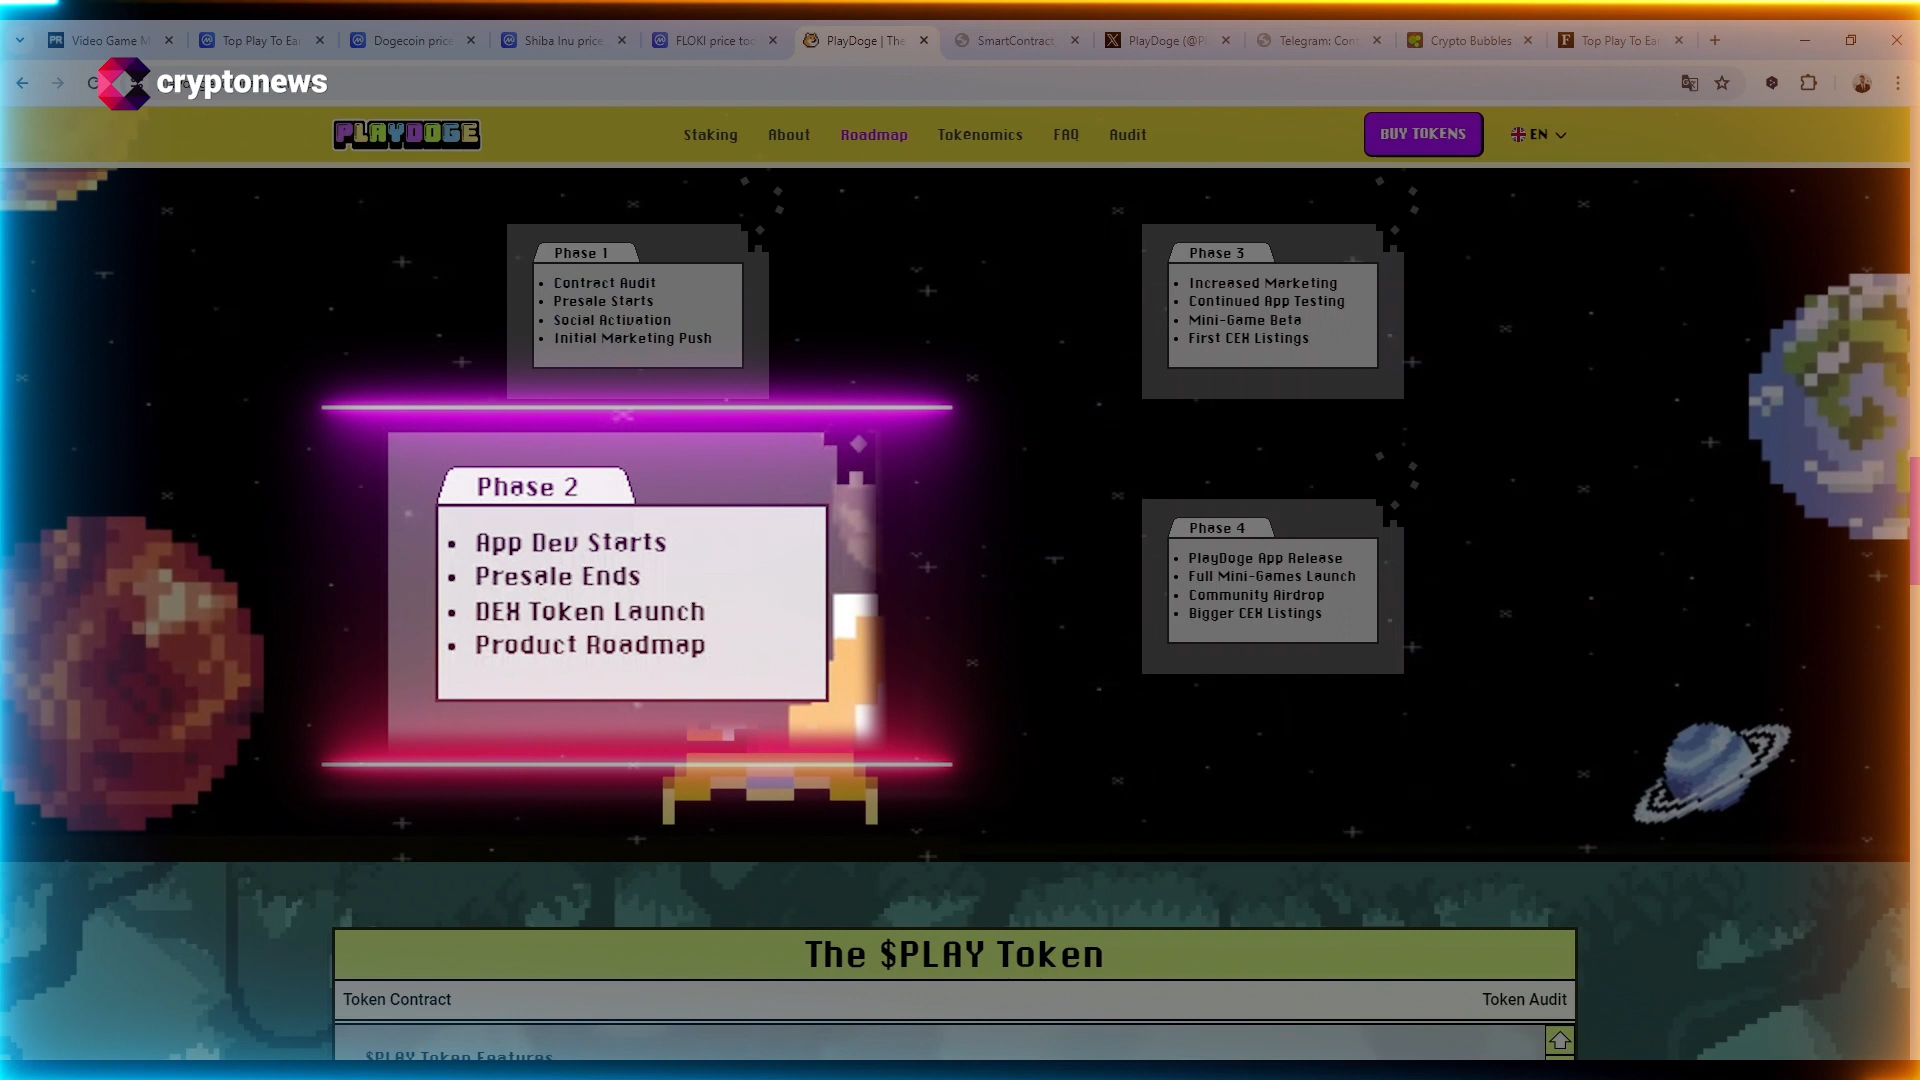 Video Game M
Top Play To Ea
Dogecoin price
Shiba Inu price
FLOKI price tod
PlayDoge | The
SmartContract
PlayDoge (@Pl
Telegram: Con
Crypto Bubbles
Top Play To Ea
cryptonews
PLAYDOGE
Staking
About
Roadmap
Tokenomics
FAQ
Audit
BUY TOKENS
EN
Phase 1
• Contract Audit
• Presale Starts
• Social Activation
• Initial Marketing Push
Phase 2
• App Dev Starts
• Presale Ends
• DEX Token Launch
• Product Roadmap
Phase 3
• Increased Marketing
• Continued App Testing
• Mini-Game Beta
• First CEX Listings
Phase 4
• PlayDoge App Release
• Full Mini-Games Launch
• Community Airdrop
• Bigger CEX Listings
The $PLAY Token
Token Contract
Token Audit
$PLAY Token Features